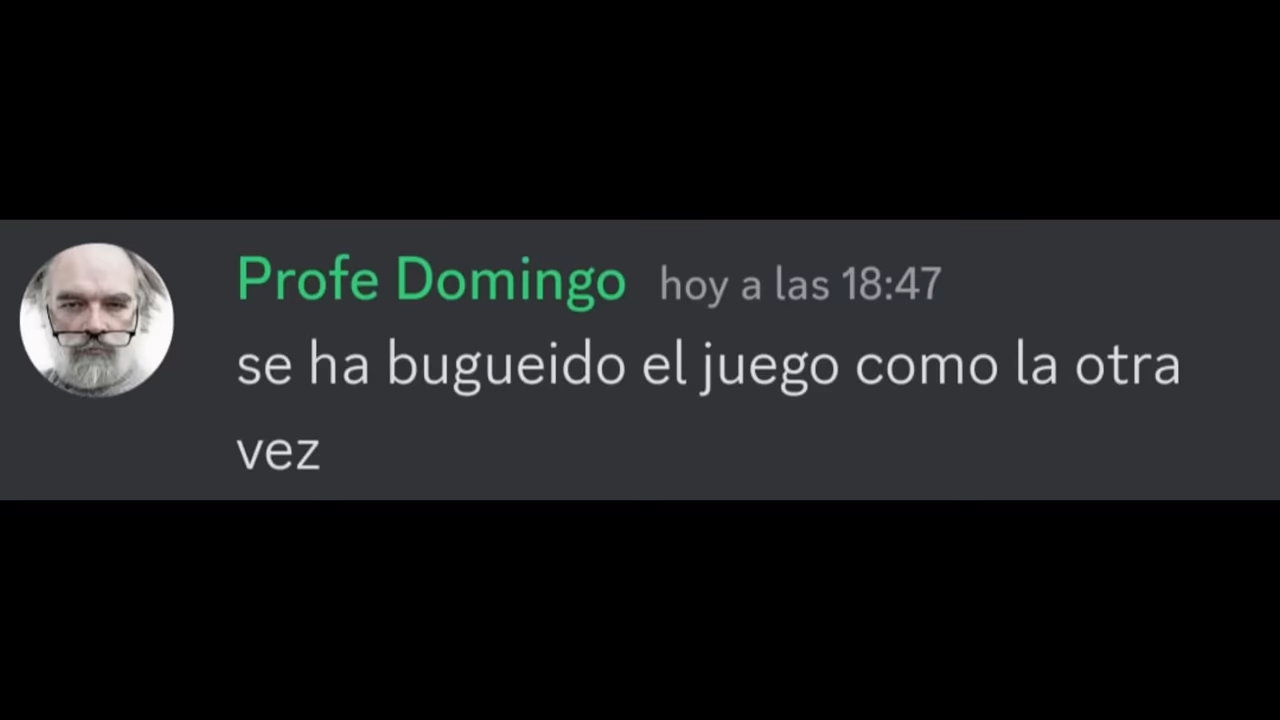 Profe Domingo hoy a las 18:47
se ha bugueido el juego como la otra
vez